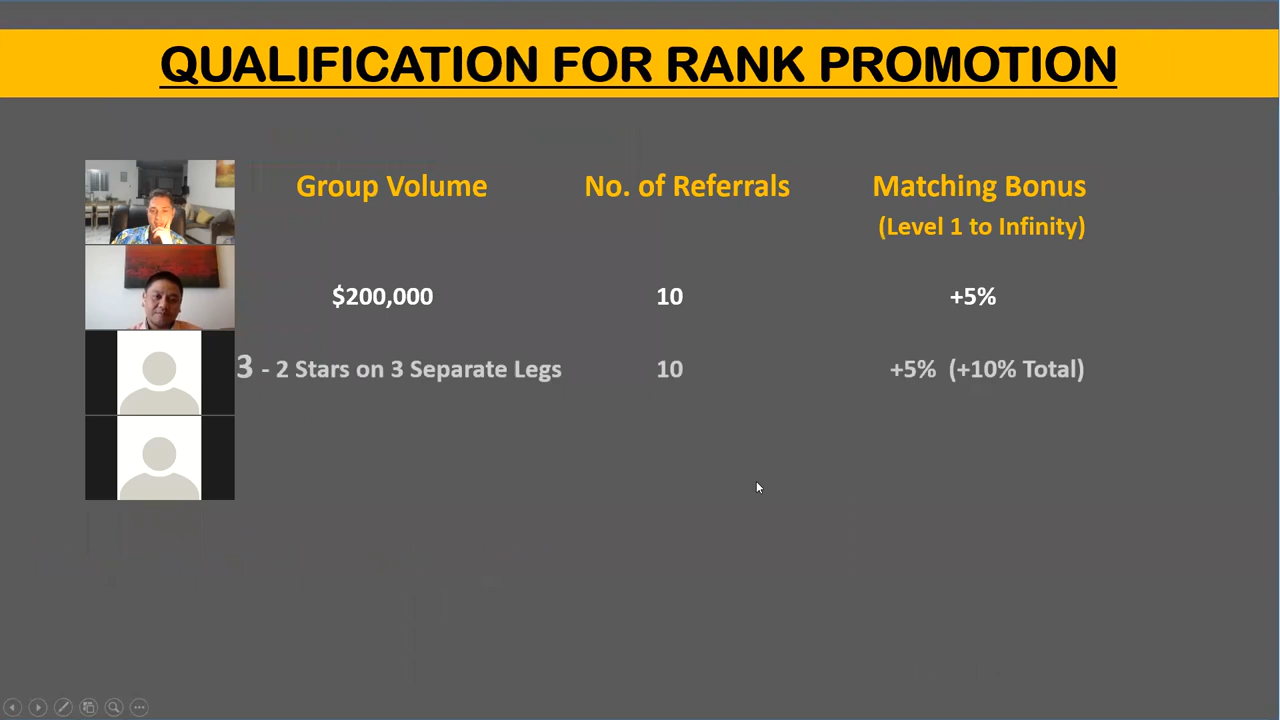 QUALIFICATION FOR RANK PROMOTION
Group Volume No. of Referrals Matching Bonus
(Level 1 to Infinity)
$200,000 10 +5%
3 - 2 Stars on 3 Separate Legs 10 +5% (+10% Total)